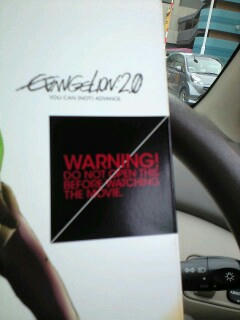 EVANGELION 2.0
YOU CAN (NOT) ADVANCE.
WARNING!
DO NOT OPEN THIS
BEFORE WATCHING
THE MOVIE.